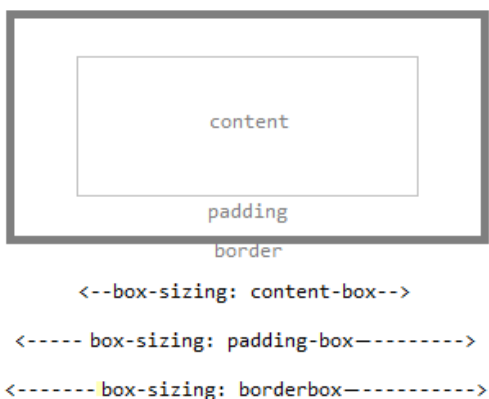 content
padding
border
<--box-sizing: content-box-->
<----- box-sizing: padding-box—--------->
<-------box-sizing: borderbox—----------->